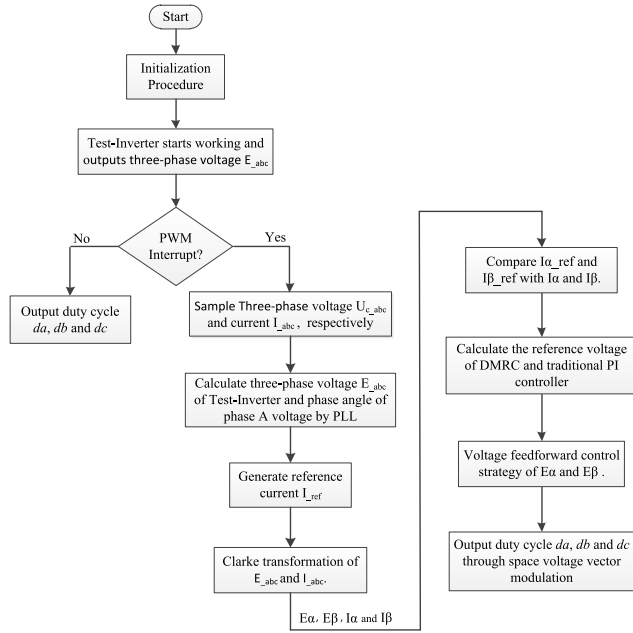 Start
Initialization
Procedure
Test-Inverter starts working and
outputs three-phase voltage E_abc
PWM
Interrupt?
No
Yes
Output duty cycle
da, db and dc
Sample Three-phase voltage U_c_abc
and current I_abc , respectively
Calculate three-phase voltage E_abc
of Test-Inverter and phase angle of
phase A voltage by PLL
Generate reference
current I_ref
Clarke transformation of
E_abc and I_abc.
Eα, Eβ, Iα and Iβ
Compare Iα_ref and
Iβ_ref with Iα and Iβ.
Calculate the reference voltage
of DMRC and traditional PI
controller
Voltage feedforward control
strategy of Eα and Eβ .
Output duty cycle da, db and dc
through space voltage vector
modulation